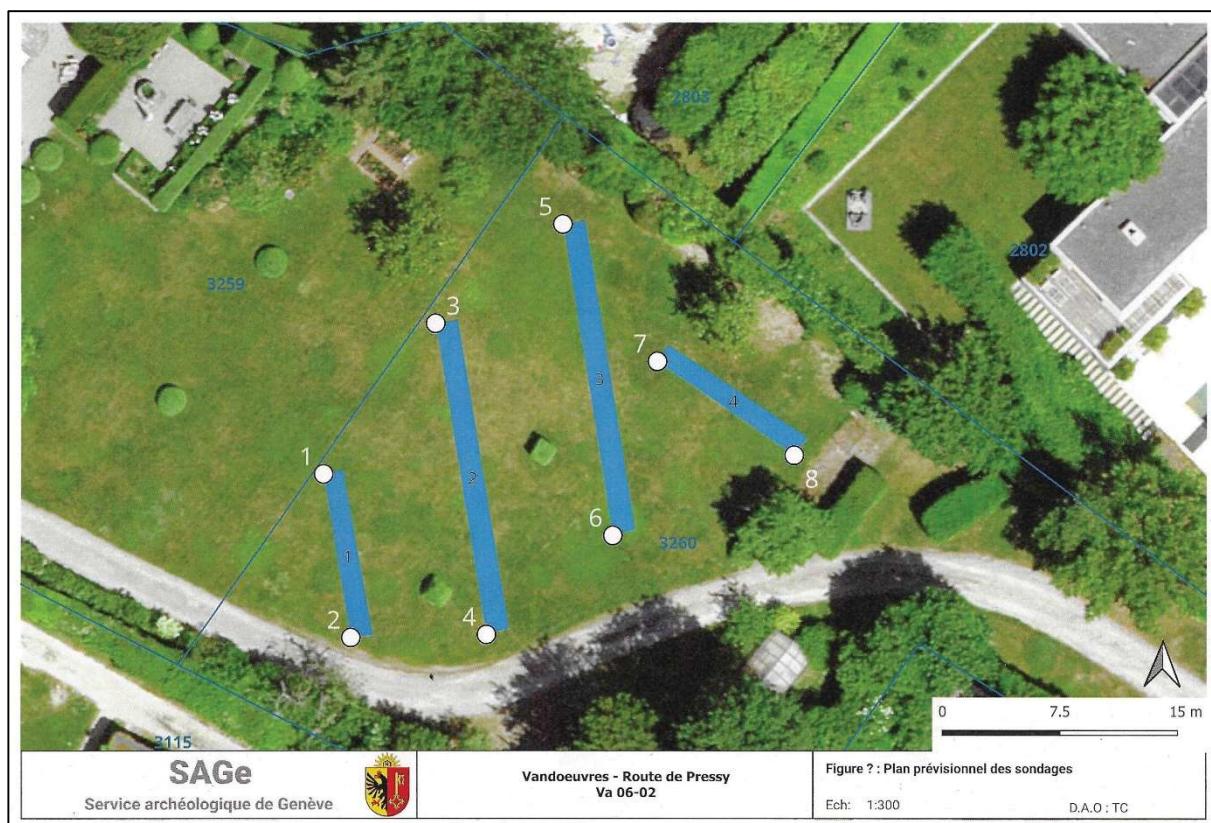 2803
2802
5
3259
3
7
3
4
1
2
8
6
3260
1
2
4
0 7.5 15 m
3115
SAGe
Service archéologique de Genève
Vandoeuvres - Route de Pressy
Va 06-02
Figure ? : Plan prévisionnel des sondages
Ech: 1:300
D.A.O : TC